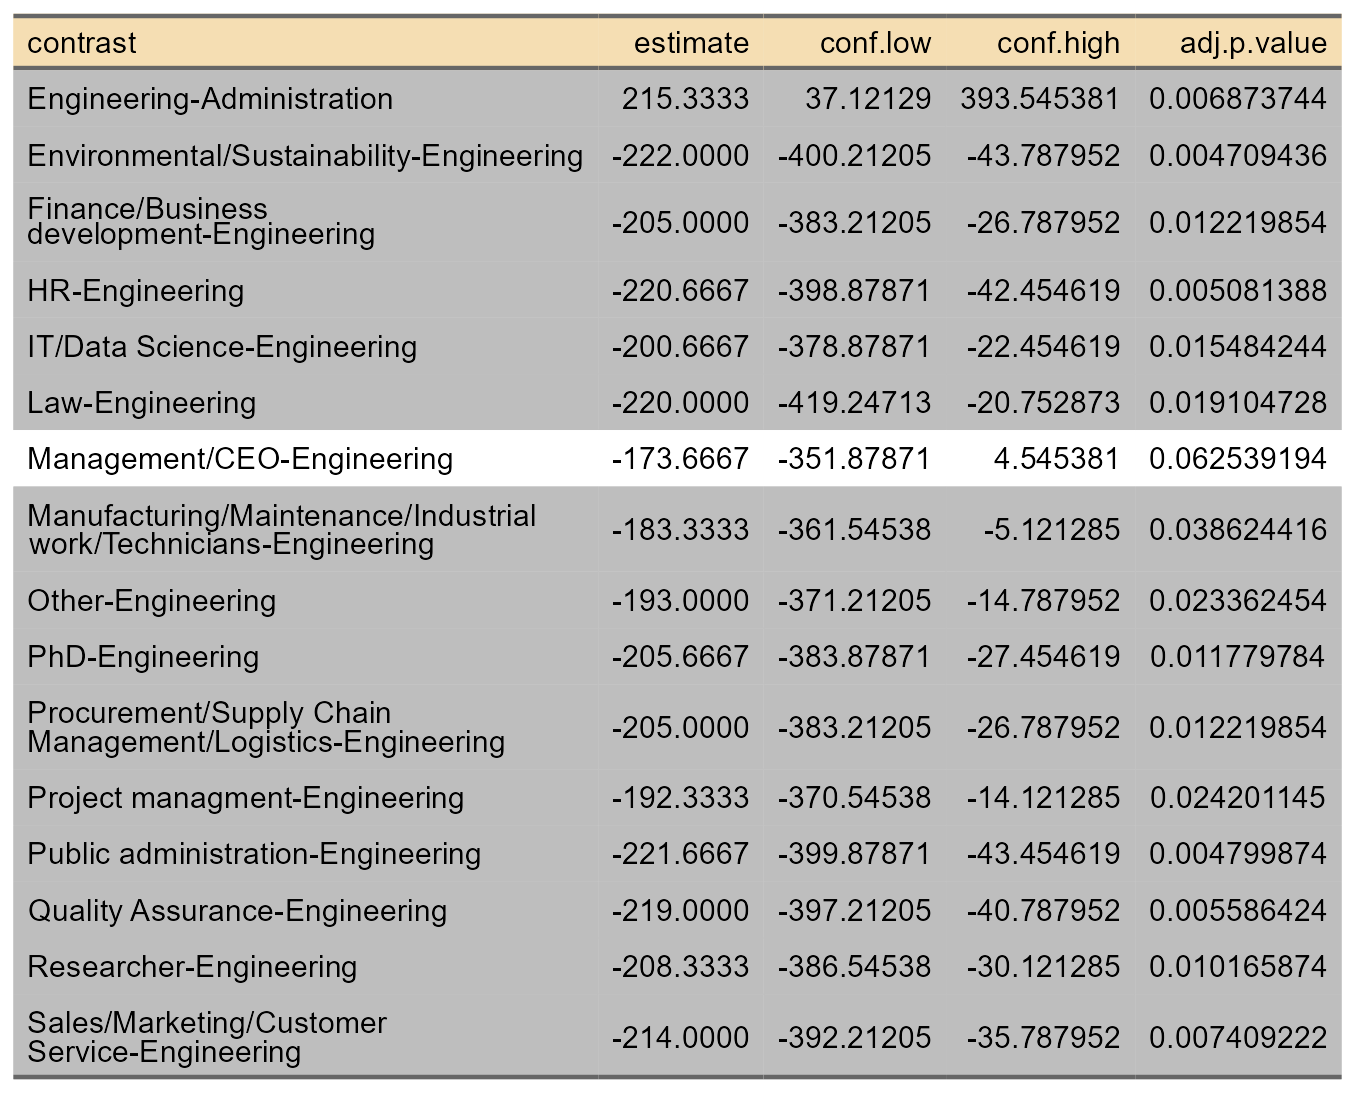 contrast estimate conf.low conf.high adj.p.value
Engineering-Administration 215.3333 37.12129 393.545381 0.006873744
Environmental/Sustainability-Engineering -222.0000 -400.21205 -43.787952 0.004709436
Finance/Business
development-Engineering -205.0000 -383.21205 -26.787952 0.012219854
HR-Engineering -220.6667 -398.87871 -42.454619 0.005081388
IT/Data Science-Engineering -200.6667 -378.87871 -22.454619 0.015484244
Law-Engineering -220.0000 -419.24713 -20.752873 0.019104728
Management/CEO-Engineering -173.6667 -351.87871 4.545381 0.062539194
Manufacturing/Maintenance/Industrial
work/Technicians-Engineering -183.3333 -361.54538 -5.121285 0.038624416
Other-Engineering -193.0000 -371.21205 -14.787952 0.023362454
PhD-Engineering -205.6667 -383.87871 -27.454619 0.011779784
Procurement/Supply Chain
Management/Logistics-Engineering -205.0000 -383.21205 -26.787952 0.012219854
Project managment-Engineering -192.3333 -370.54538 -14.121285 0.024201145
Public administration-Engineering -221.6667 -399.87871 -43.454619 0.004799874
Quality Assurance-Engineering -219.0000 -397.21205 -40.787952 0.005586424
Researcher-Engineering -208.3333 -386.54538 -30.121285 0.010165874
Sales/Marketing/Customer
Service-Engineering -214.0000 -392.21205 -35.787952 0.007409222